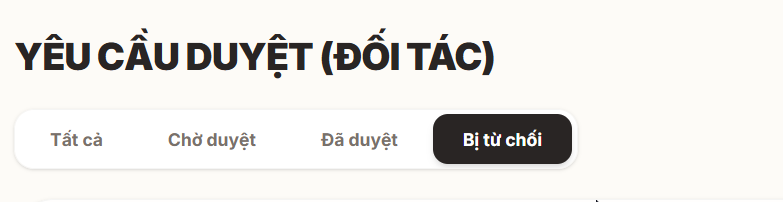 YÊU CẦU DUYỆT (ĐỐI TÁC)
Tất cả Chờ duyệt Đã duyệt Bị từ chối